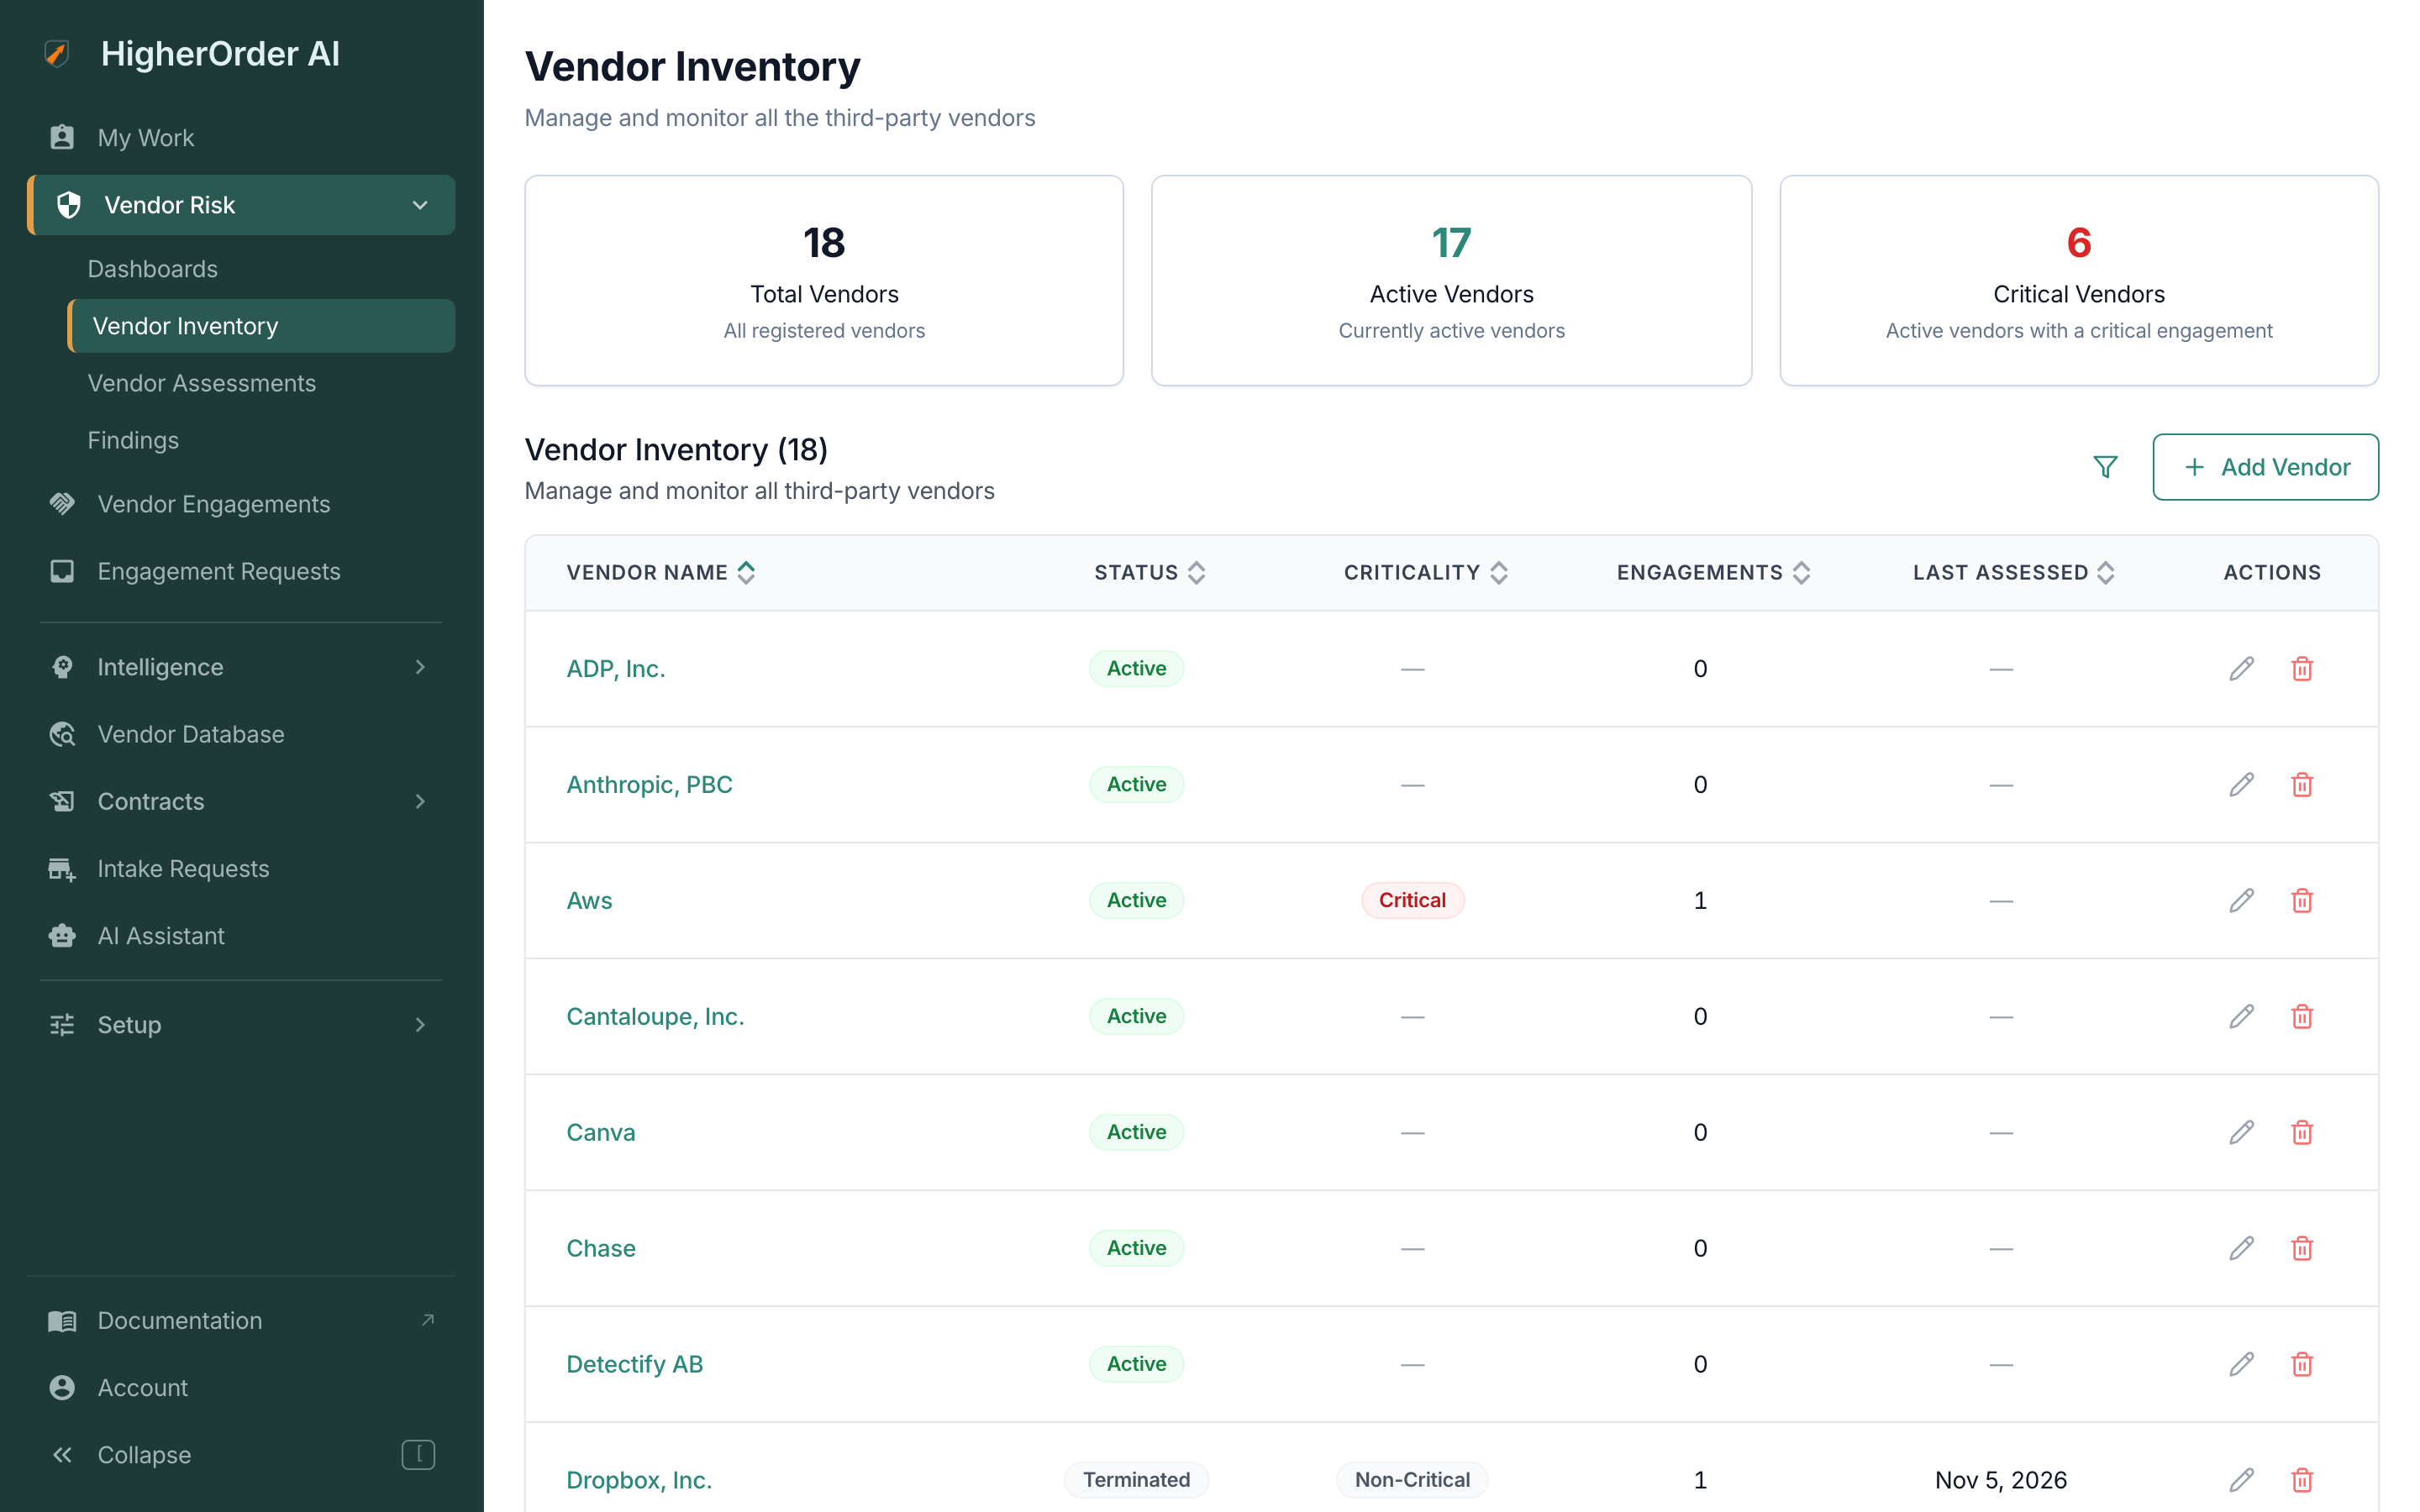 HigherOrder AI
My Work
Vendor Risk
Dashboards
Vendor Inventory
Vendor Assessments
Findings
Vendor Engagements
Engagement Requests
Intelligence
Vendor Database
Contracts
Intake Requests
AI Assistant
Setup
Documentation
Account
Collapse [
Vendor Inventory
Manage and monitor all the third-party vendors
18
Total Vendors
All registered vendors
17
Active Vendors
Currently active vendors
6
Critical Vendors
Active vendors with a critical engagement
Vendor Inventory (18)
Manage and monitor all third-party vendors
+ Add Vendor
VENDOR NAME STATUS CRITICALITY ENGAGEMENTS LAST ASSESSED ACTIONS
ADP, Inc. Active — 0 —
Anthropic, PBC Active — 0 —
Aws Active Critical 1 —
Cantaloupe, Inc. Active — 0 —
Canva Active — 0 —
Chase Active — 0 —
Detectify AB Active — 0 —
Dropbox, Inc. Terminated Non-Critical 1 Nov 5, 2026